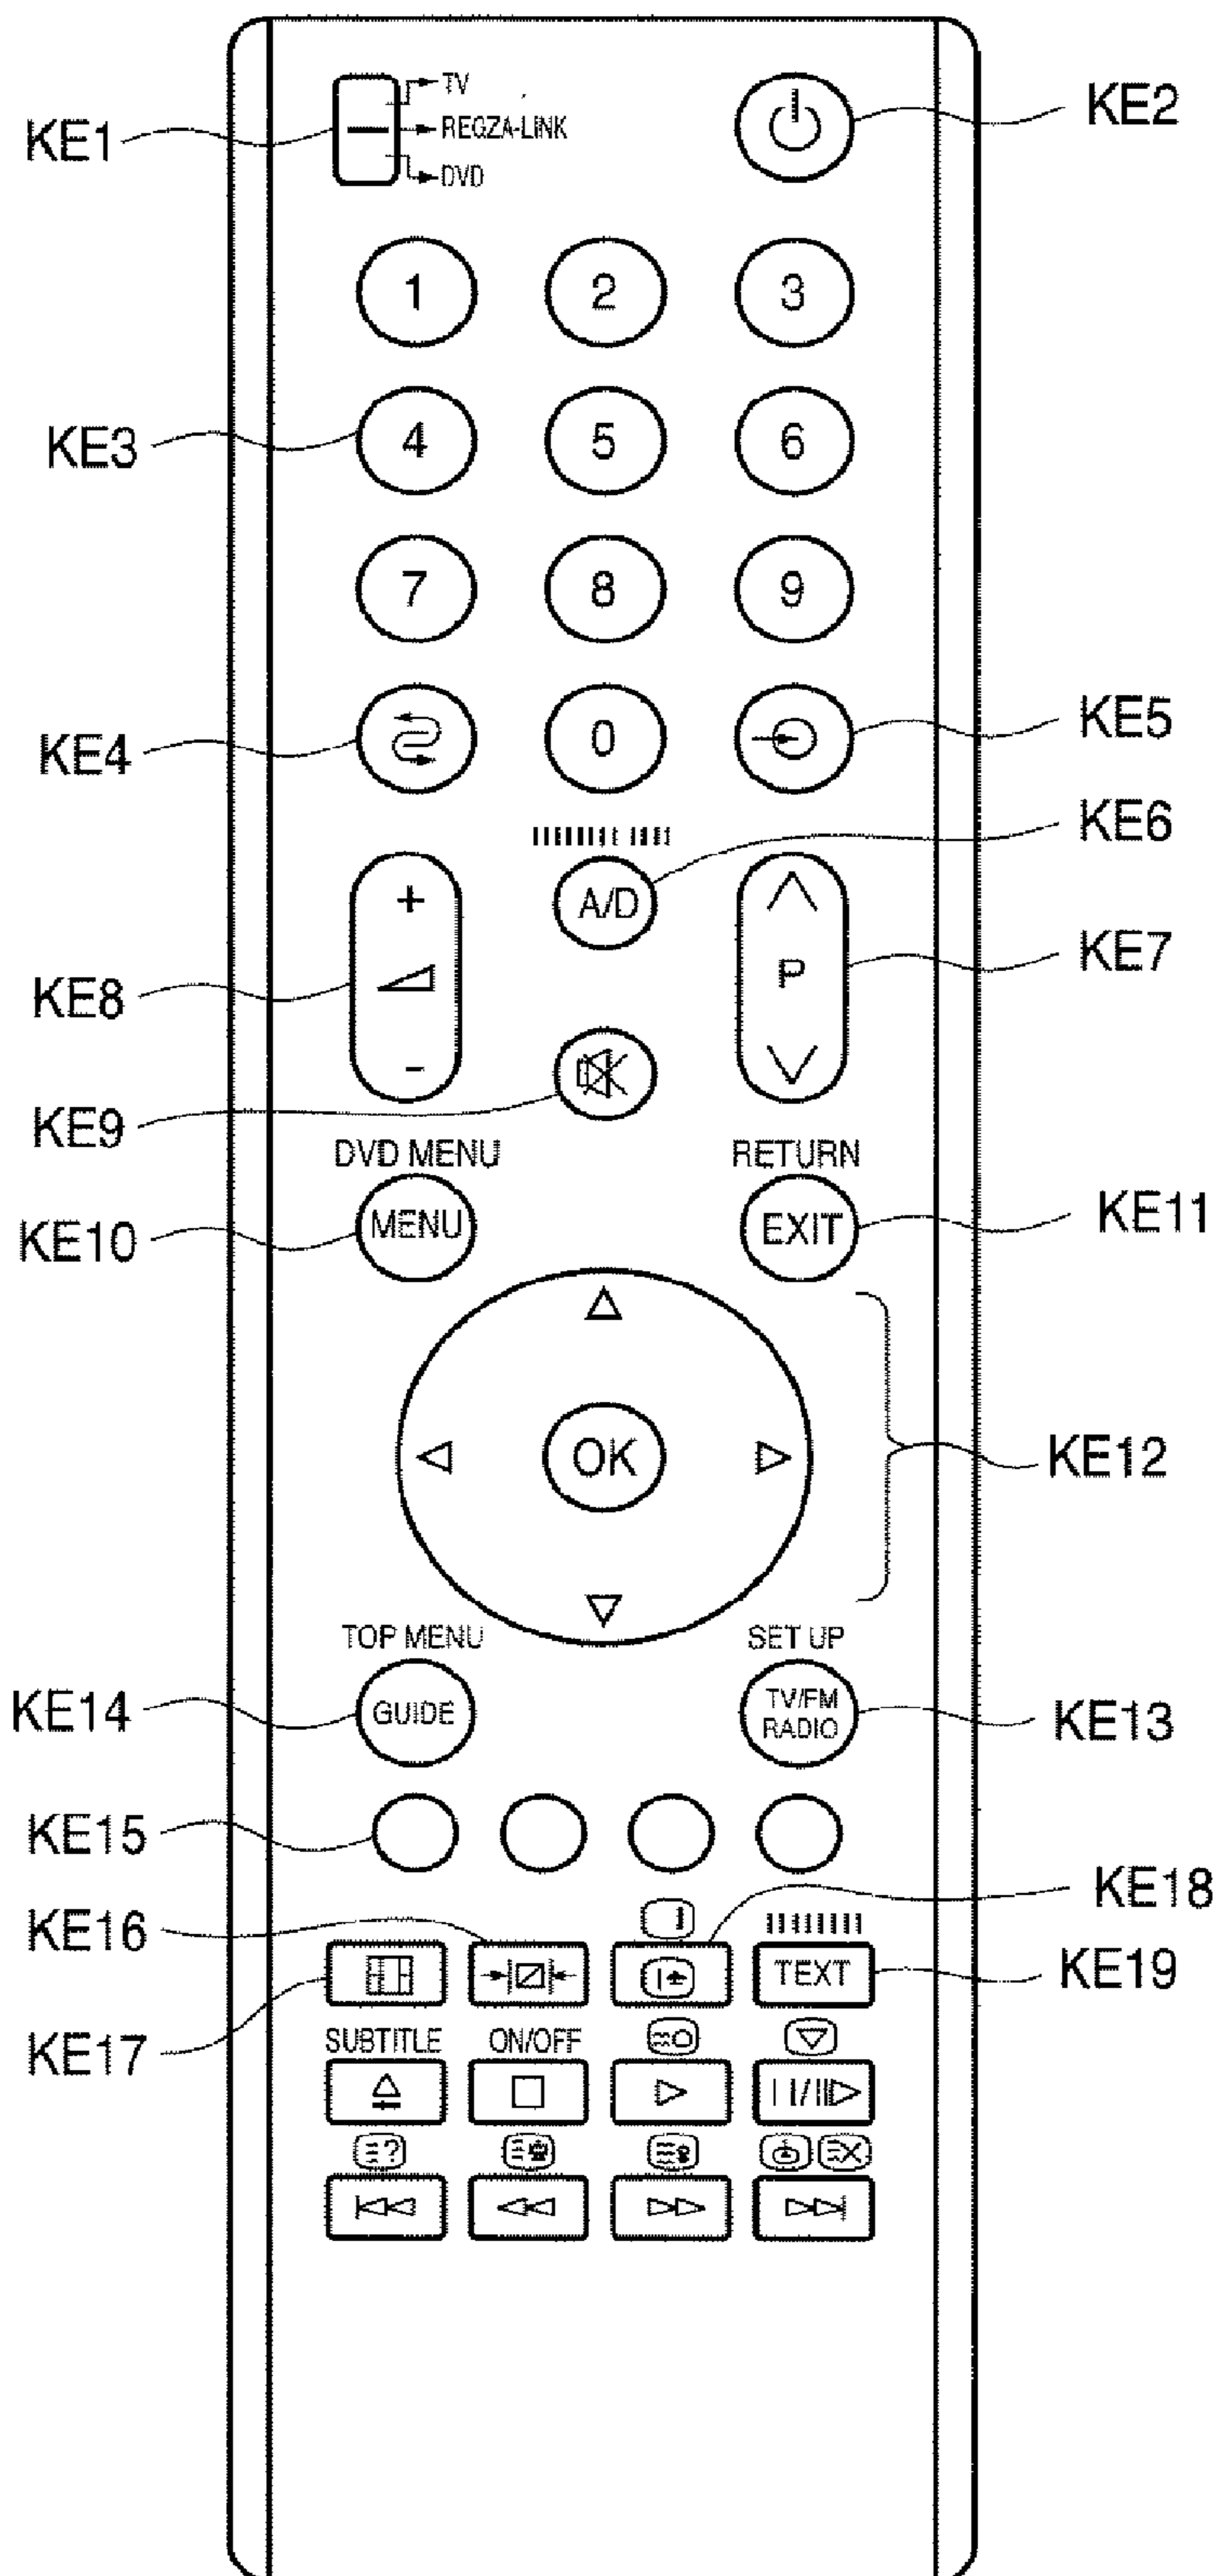 TV
KE1
REGZA-LINK
KE2
DVD
1 2 3
KE3
4 5 6
7 8 9
KE4
0
KE5
KE6
+
A/D
KE8
P
KE7
-
KE9
DVD MENU
RETURN
KE10
MENU
EXIT
KE11
OK
KE12
TOP MENU
SET UP
KE14
GUIDE
TV/FM
RADIO
KE13
KE15
KE16
KE18
TEXT
KE19
KE17
SUBTITLE
ON/OFF